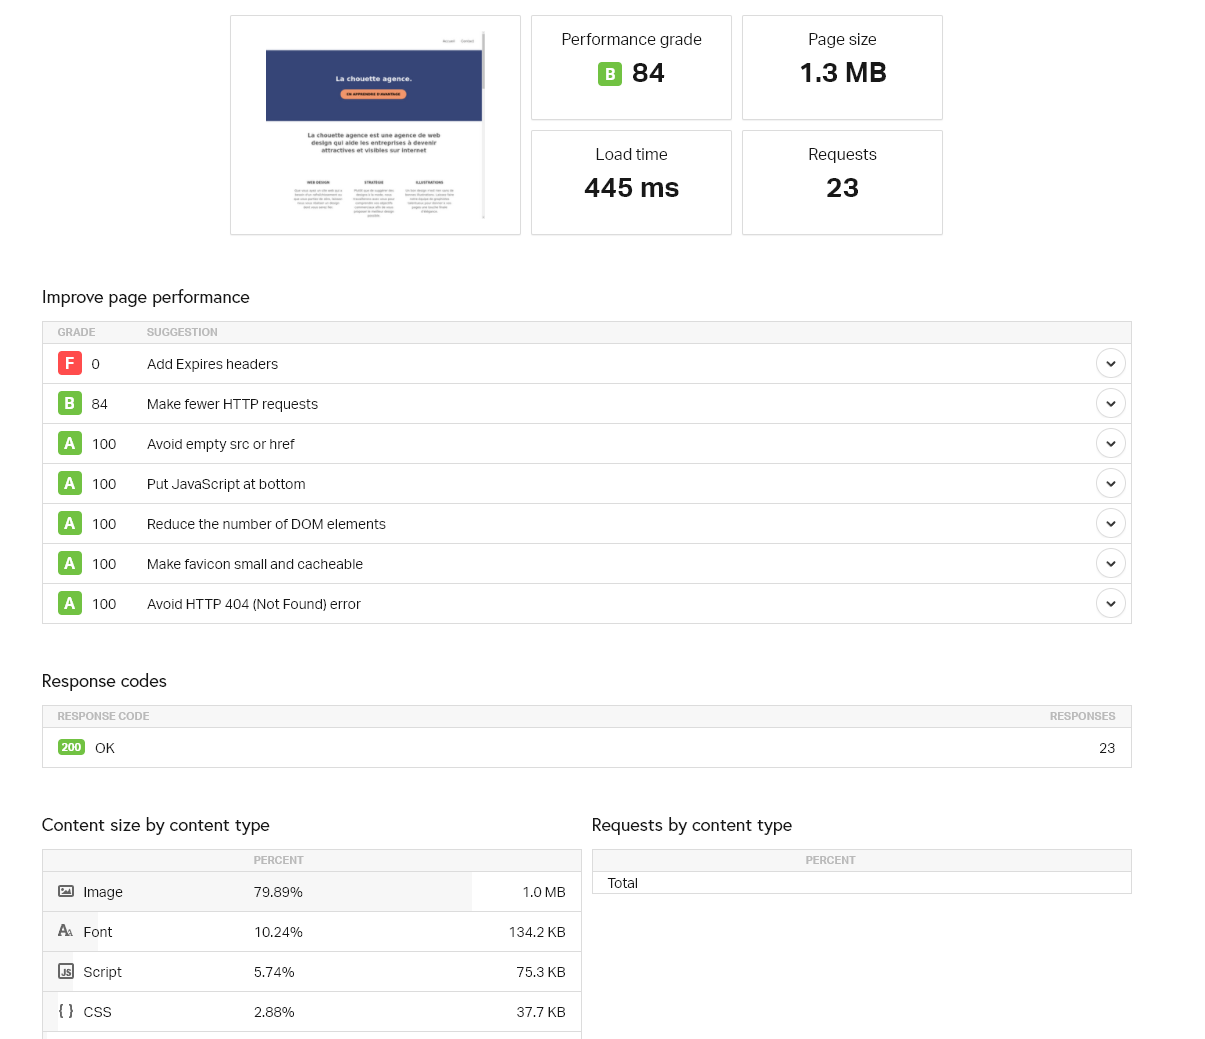 Accueil Contact
La chouette agence.
EN APPRENDRE D'AVANTAGE
La chouette agence est une agence de web
design qui aide les entreprises à devenir
attractives et visibles sur Internet
WEB DESIGN
STRATÉGIE
ILLUSTRATIONS
Performance grade
B 84
Page size
1.3 MB
Load time
445 ms
Requests
23
Improve page performance
GRADE SUGGESTION
F 0 Add Expires headers
B 84 Make fewer HTTP requests
A 100 Avoid empty src or href
A 100 Put JavaScript at bottom
A 100 Reduce the number of DOM elements
A 100 Make favicon small and cacheable
A 100 Avoid HTTP 404 (Not Found) error
Response codes
RESPONSE CODE RESPONSES
200 OK 23
Content size by content type
PERCENT
Image 79.89% 1.0 MB
Font 10.24% 134.2 KB
JS Script 5.74% 75.3 KB
{ } CSS 2.88% 37.7 KB
Requests by content type
PERCENT
Total